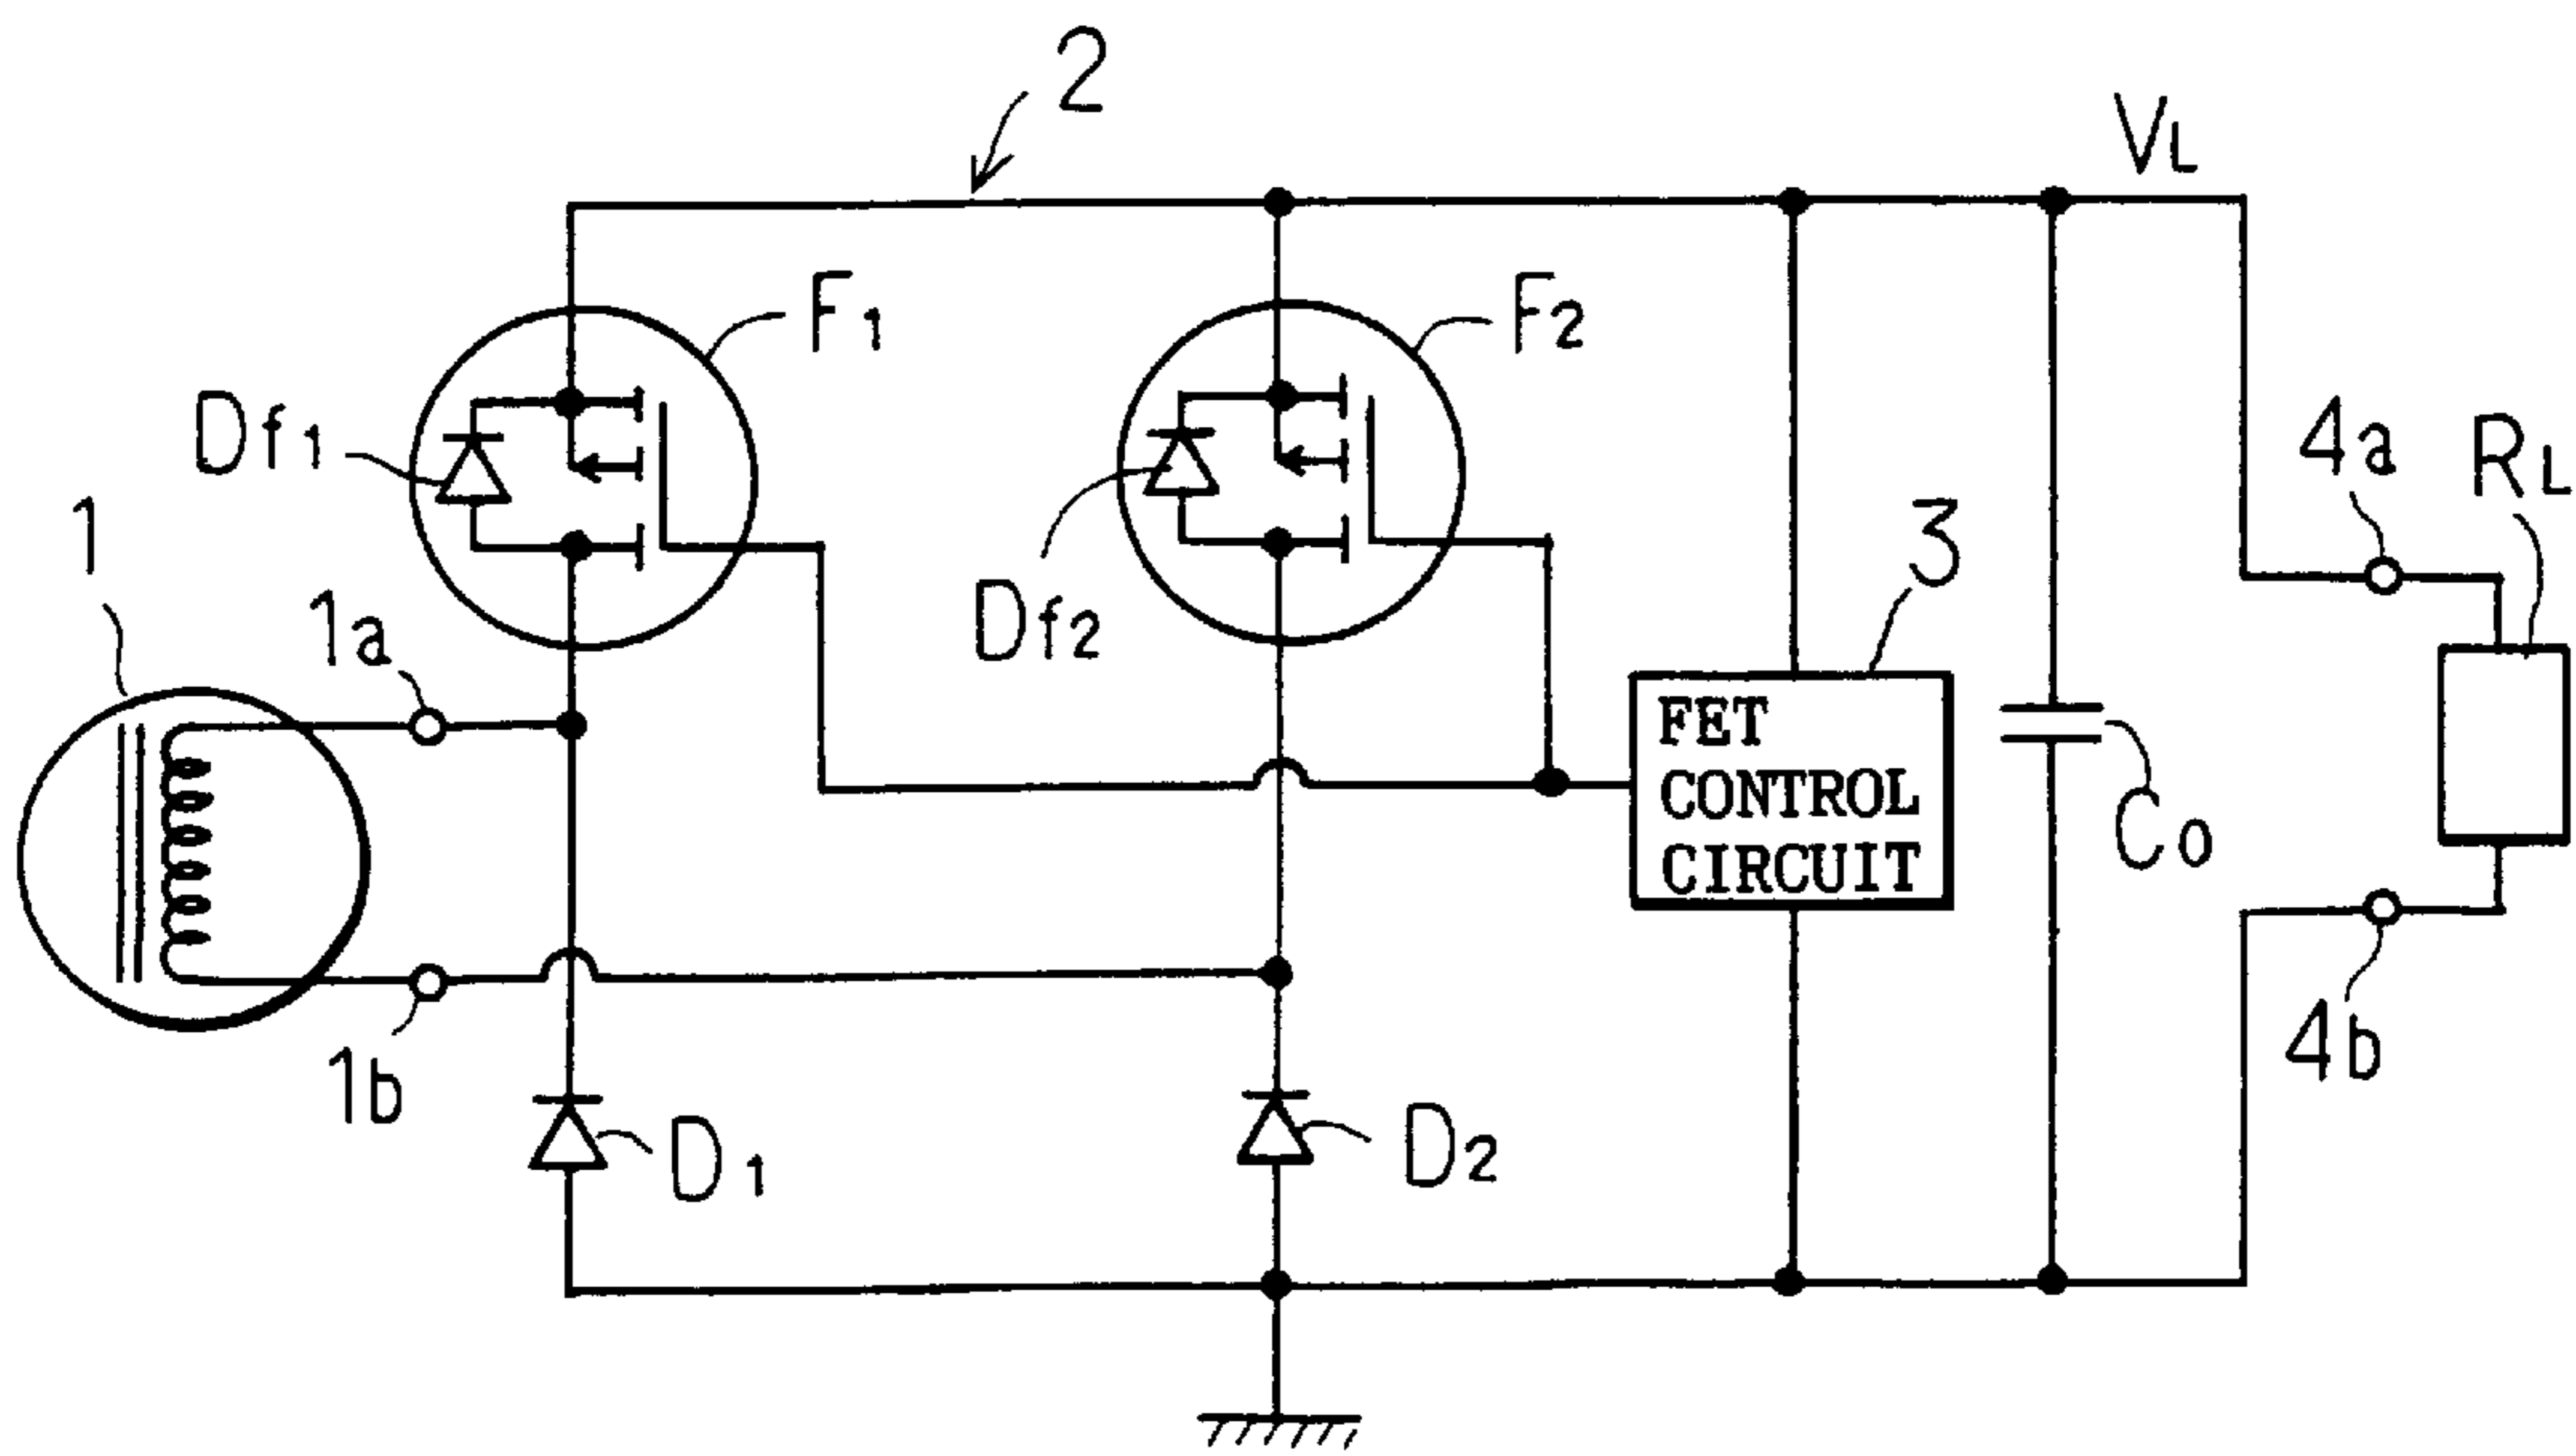 2
VL
F1
F2
Df1
4a
RL
1
3
1a
Df2
FET
CONTROL
CIRCUIT
Co
1b
4b
D1
D2